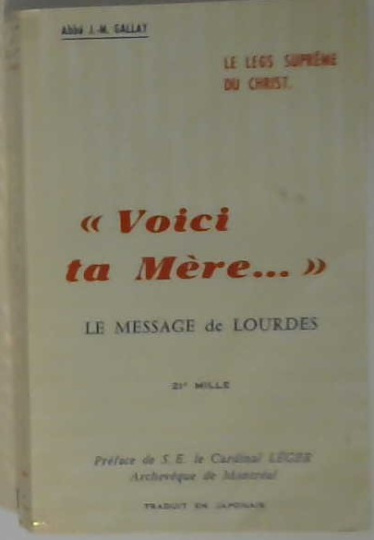 Abbé J.-M. GALLAY
LE LEGS SUPRÊME
DU CHRIST.
« Voici
ta Mère... »
LE MESSAGE de LOURDES
21e MILLE
Préface de S. E. le Cardinal LÉGER
Archevêque de Montréal
TRADUIT EN JAPONAIS